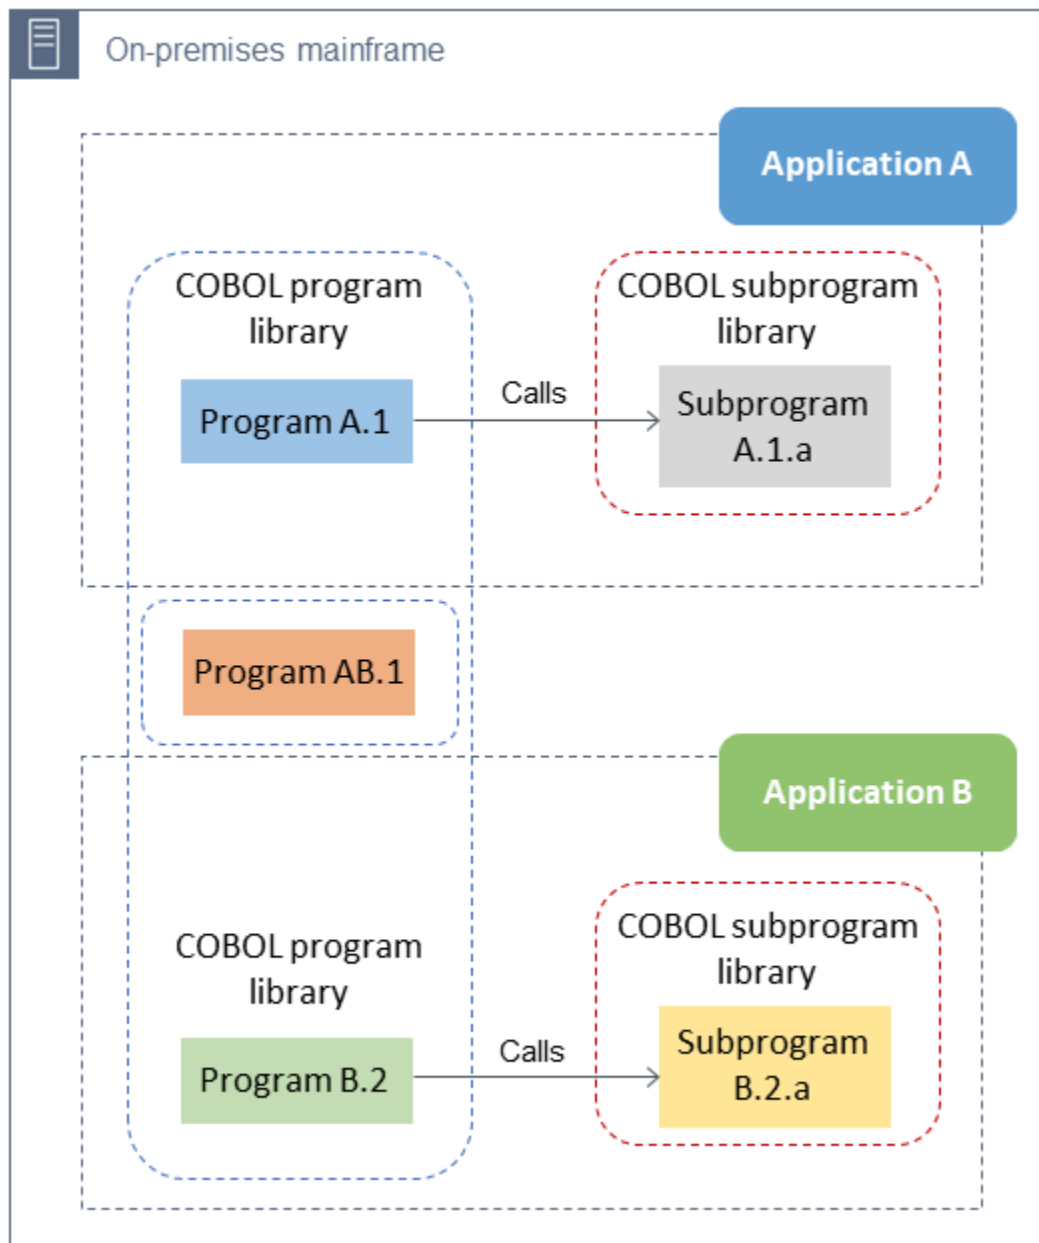 On-premises mainframe
Application A
COBOL program
library
COBOL subprogram
library
Program A.1
Calls
Subprogram
A.1.a
Program AB.1
Application B
COBOL program
library
COBOL subprogram
library
Program B.2
Calls
Subprogram
B.2.a